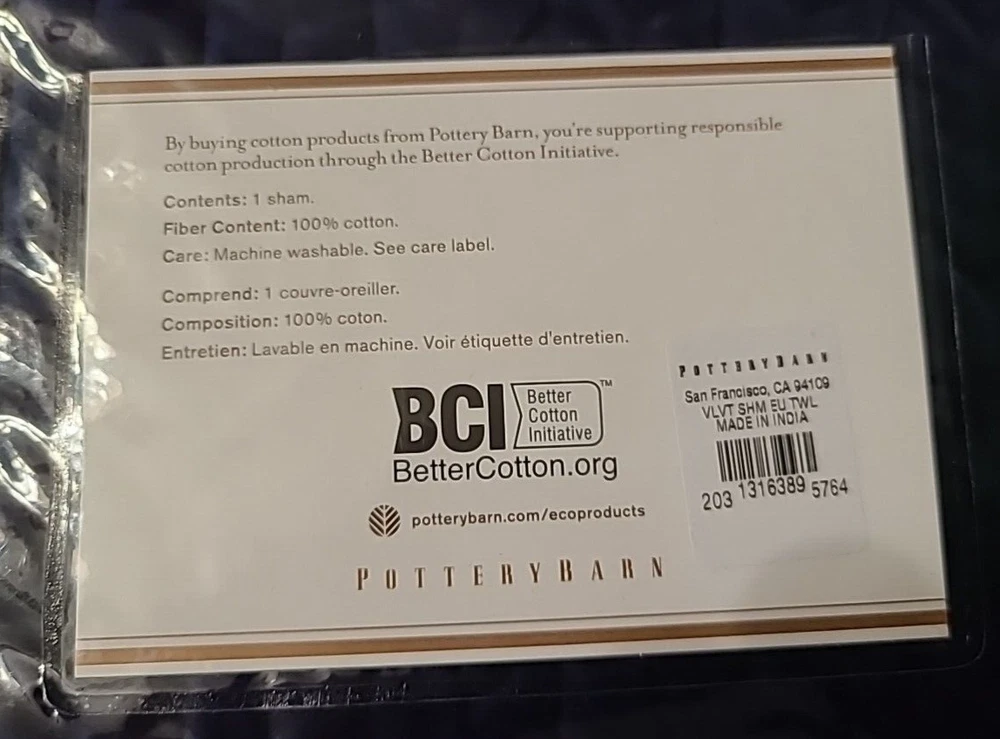 By buying cotton products from Pottery Barn, you're supporting responsible
cotton production through the Better Cotton Initiative.
Contents: 1 sham.
Fiber Content: 100% cotton.
Care: Machine washable. See care label.
Comprend: 1 couvre-oreiller.
Composition: 100% coton.
Entretien: Lavable en machine. Voir étiquette d'entretien.
BCI
Better
Cotton
Initiative
TM
BetterCotton.org
potterybarn.com/ecoproducts
POTTERYBARN
POTTERYBARN
San Francisco, CA 94109
VLVT SHM EU TWL
MADE IN INDIA
203 1316389 5764